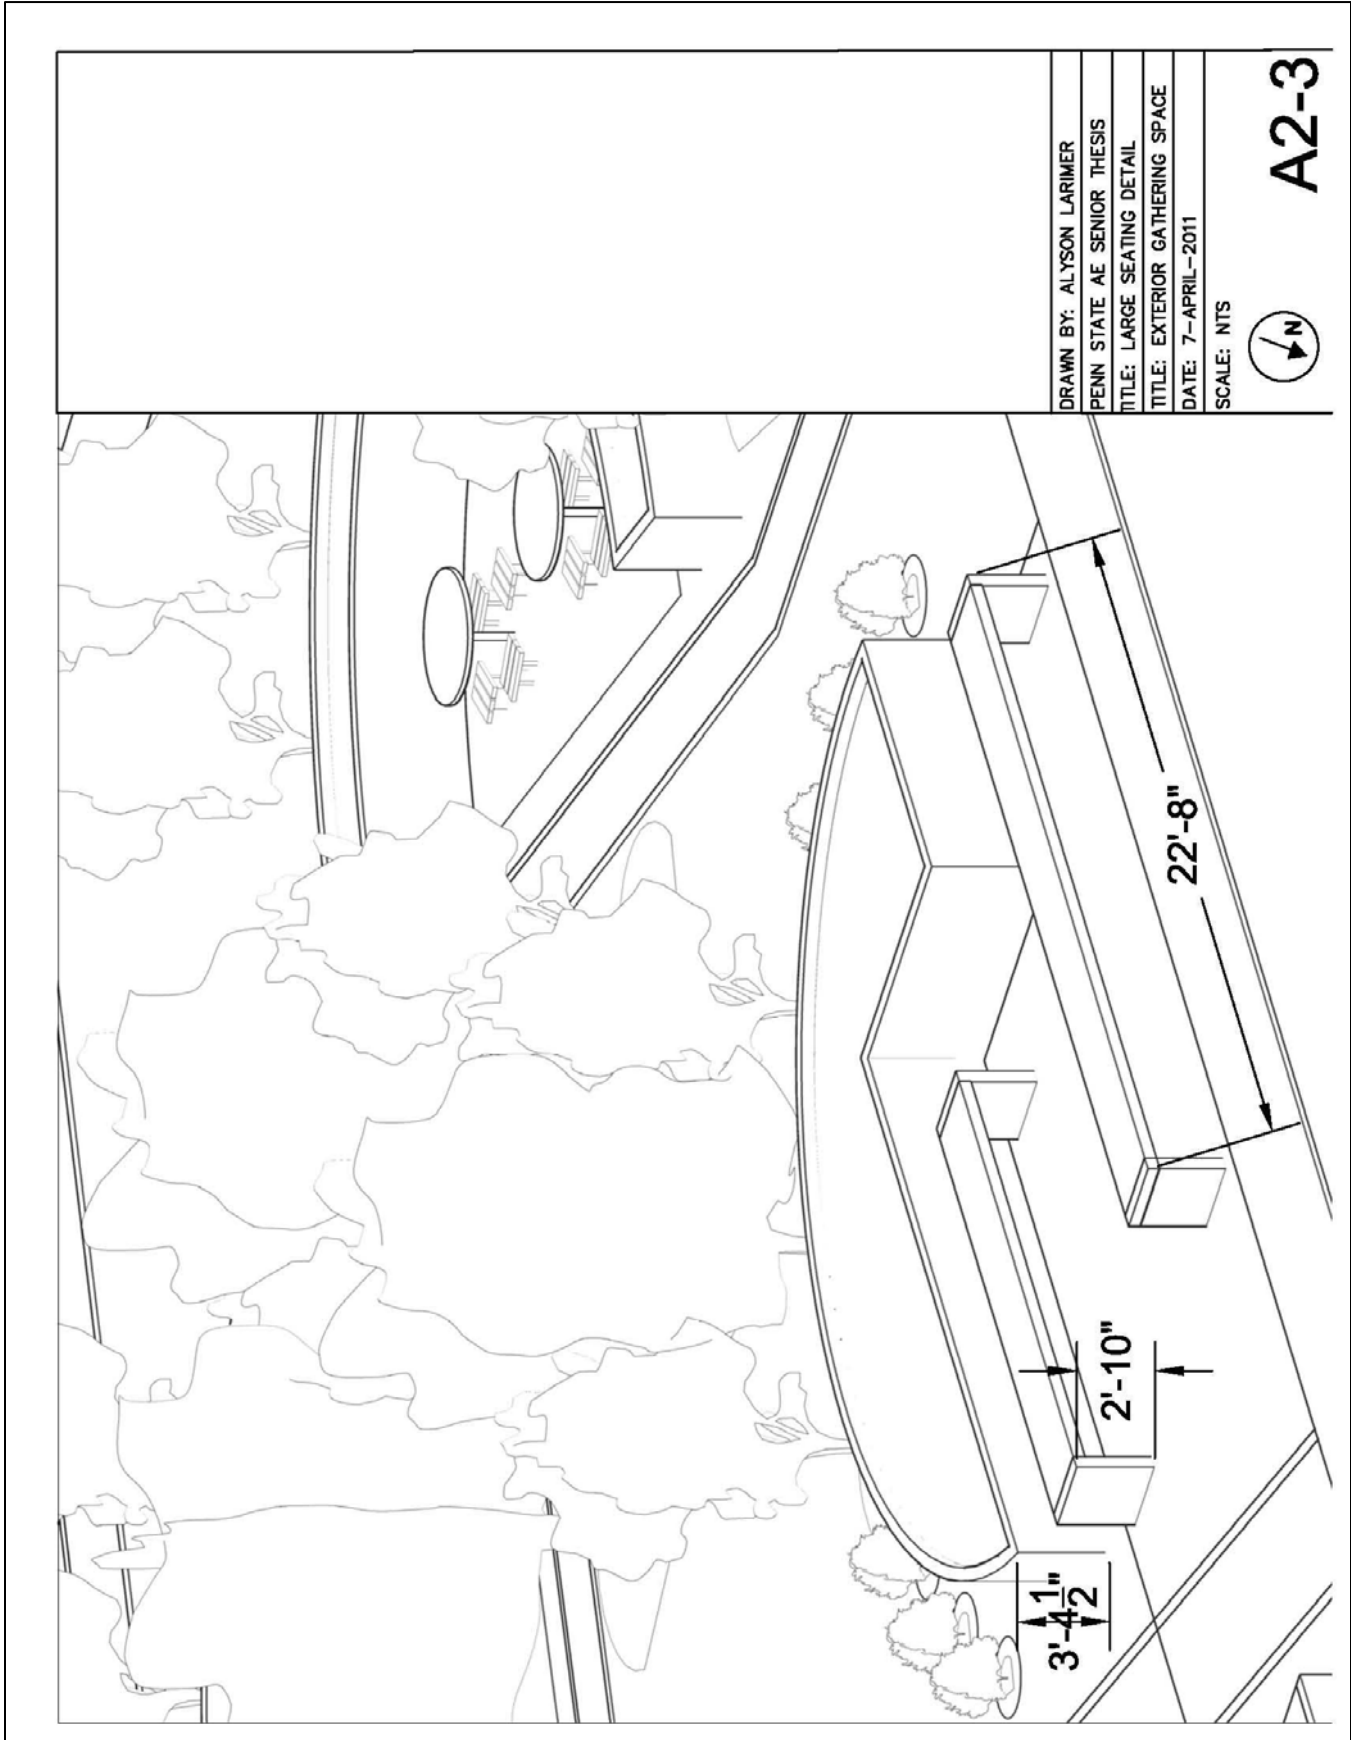 DRAWN BY: ALYSON LARIMER
PENN STATE AE SENIOR THESIS
TITLE: LARGE SEATING DETAIL
TITLE: EXTERIOR GATHERING SPACE
DATE: 7-APRIL-2011
SCALE: NTS
N
A2-3
22'-8"
2'-10"
3'-4 1/2"